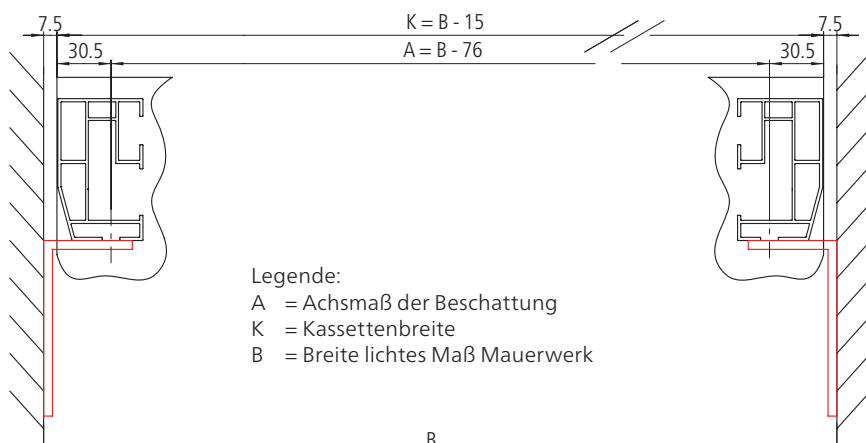 7.5 K = B - 15 7.5
30.5 A = B - 76 30.5
Legende:
A = Achsmaß der Beschattung
K = Kassettenbreite
B = Breite lichtes Maß Mauerwerk
B